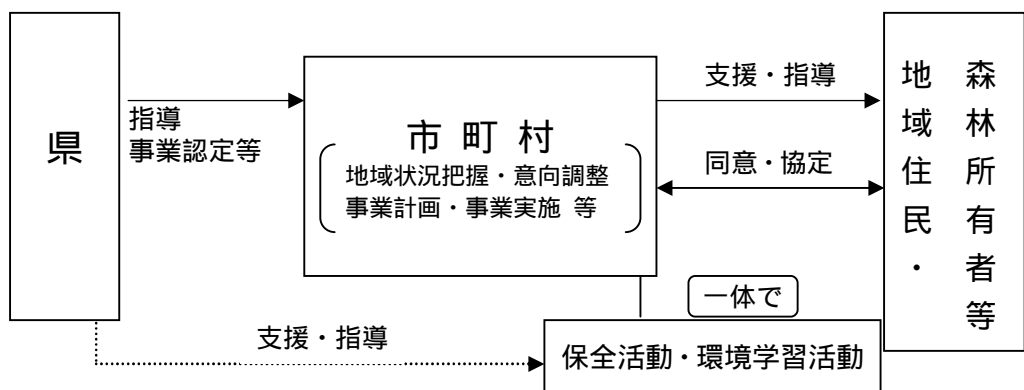 県
指導
事業認定等
市町村
地域状況把握・意向調整
事業計画・事業実施 等
支援・指導
同意・協定
地域住民・
森林所有者等
一体で
支援・指導
保全活動・環境学習活動